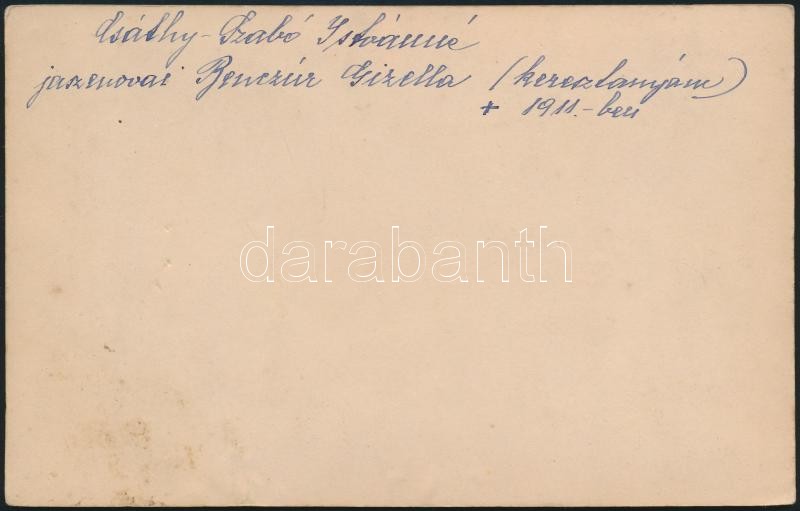 Csáthy-Szabó Istvánné
jaszenovai Benczúr Gizella (keresztanyám)
+ 1911.-ben
darabanth